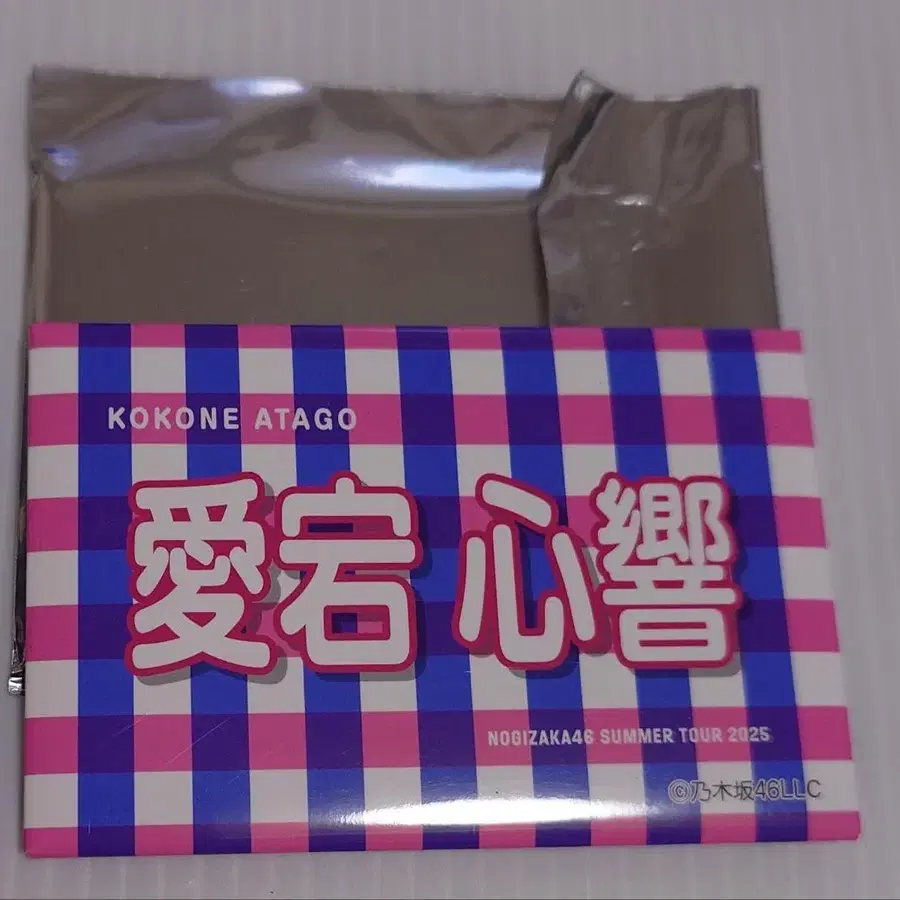 KOKONE ATAGO
愛宕 心響
NOGIZAKA46 SUMMER TOUR 2025
©乃木坂46LLC